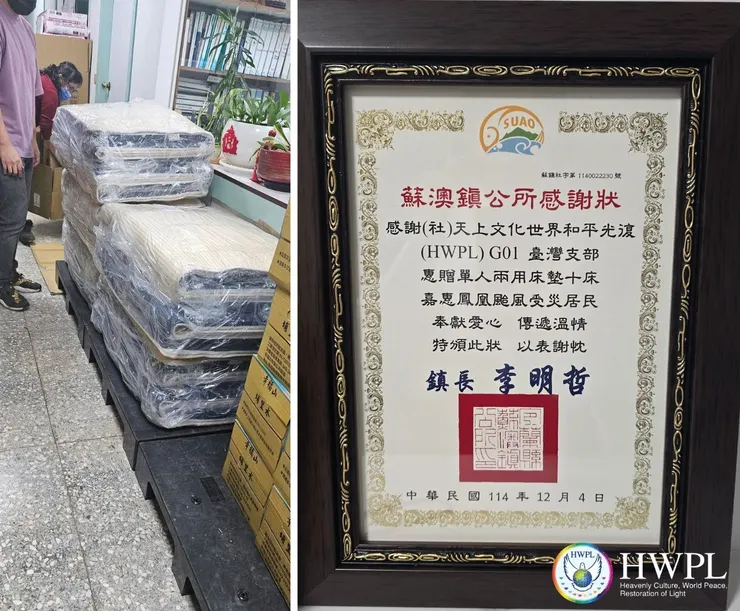 SUAO
蘇鎮社字第 1140022230 號
蘇澳鎮公所感謝狀
感謝(社)天上文化世界和平光復
(HWPL) G01 臺灣支部
惠贈單人兩用床墊十床
嘉惠鳳凰颱風受災居民
奉獻愛心 傳遞溫情
特頒此狀 以表謝忱
鎮長 李明哲
中華民國 114 年 12 月 4 日
HWPL
HWPL
Heavenly Culture, World Peace,
Restoration of Light